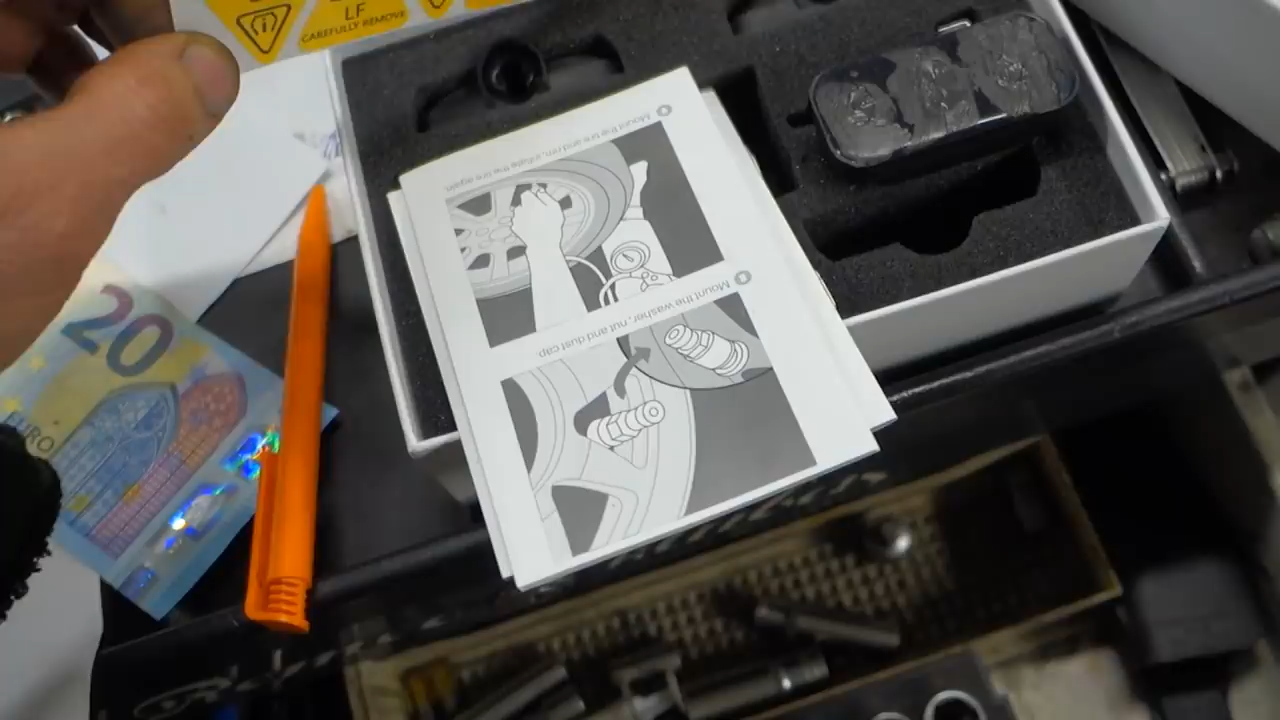 LF
CAREFULLY REMOVE
20
EURO
Mount the tire and rim, inflate the tire again.
Mount the washer, nut and dust cap.